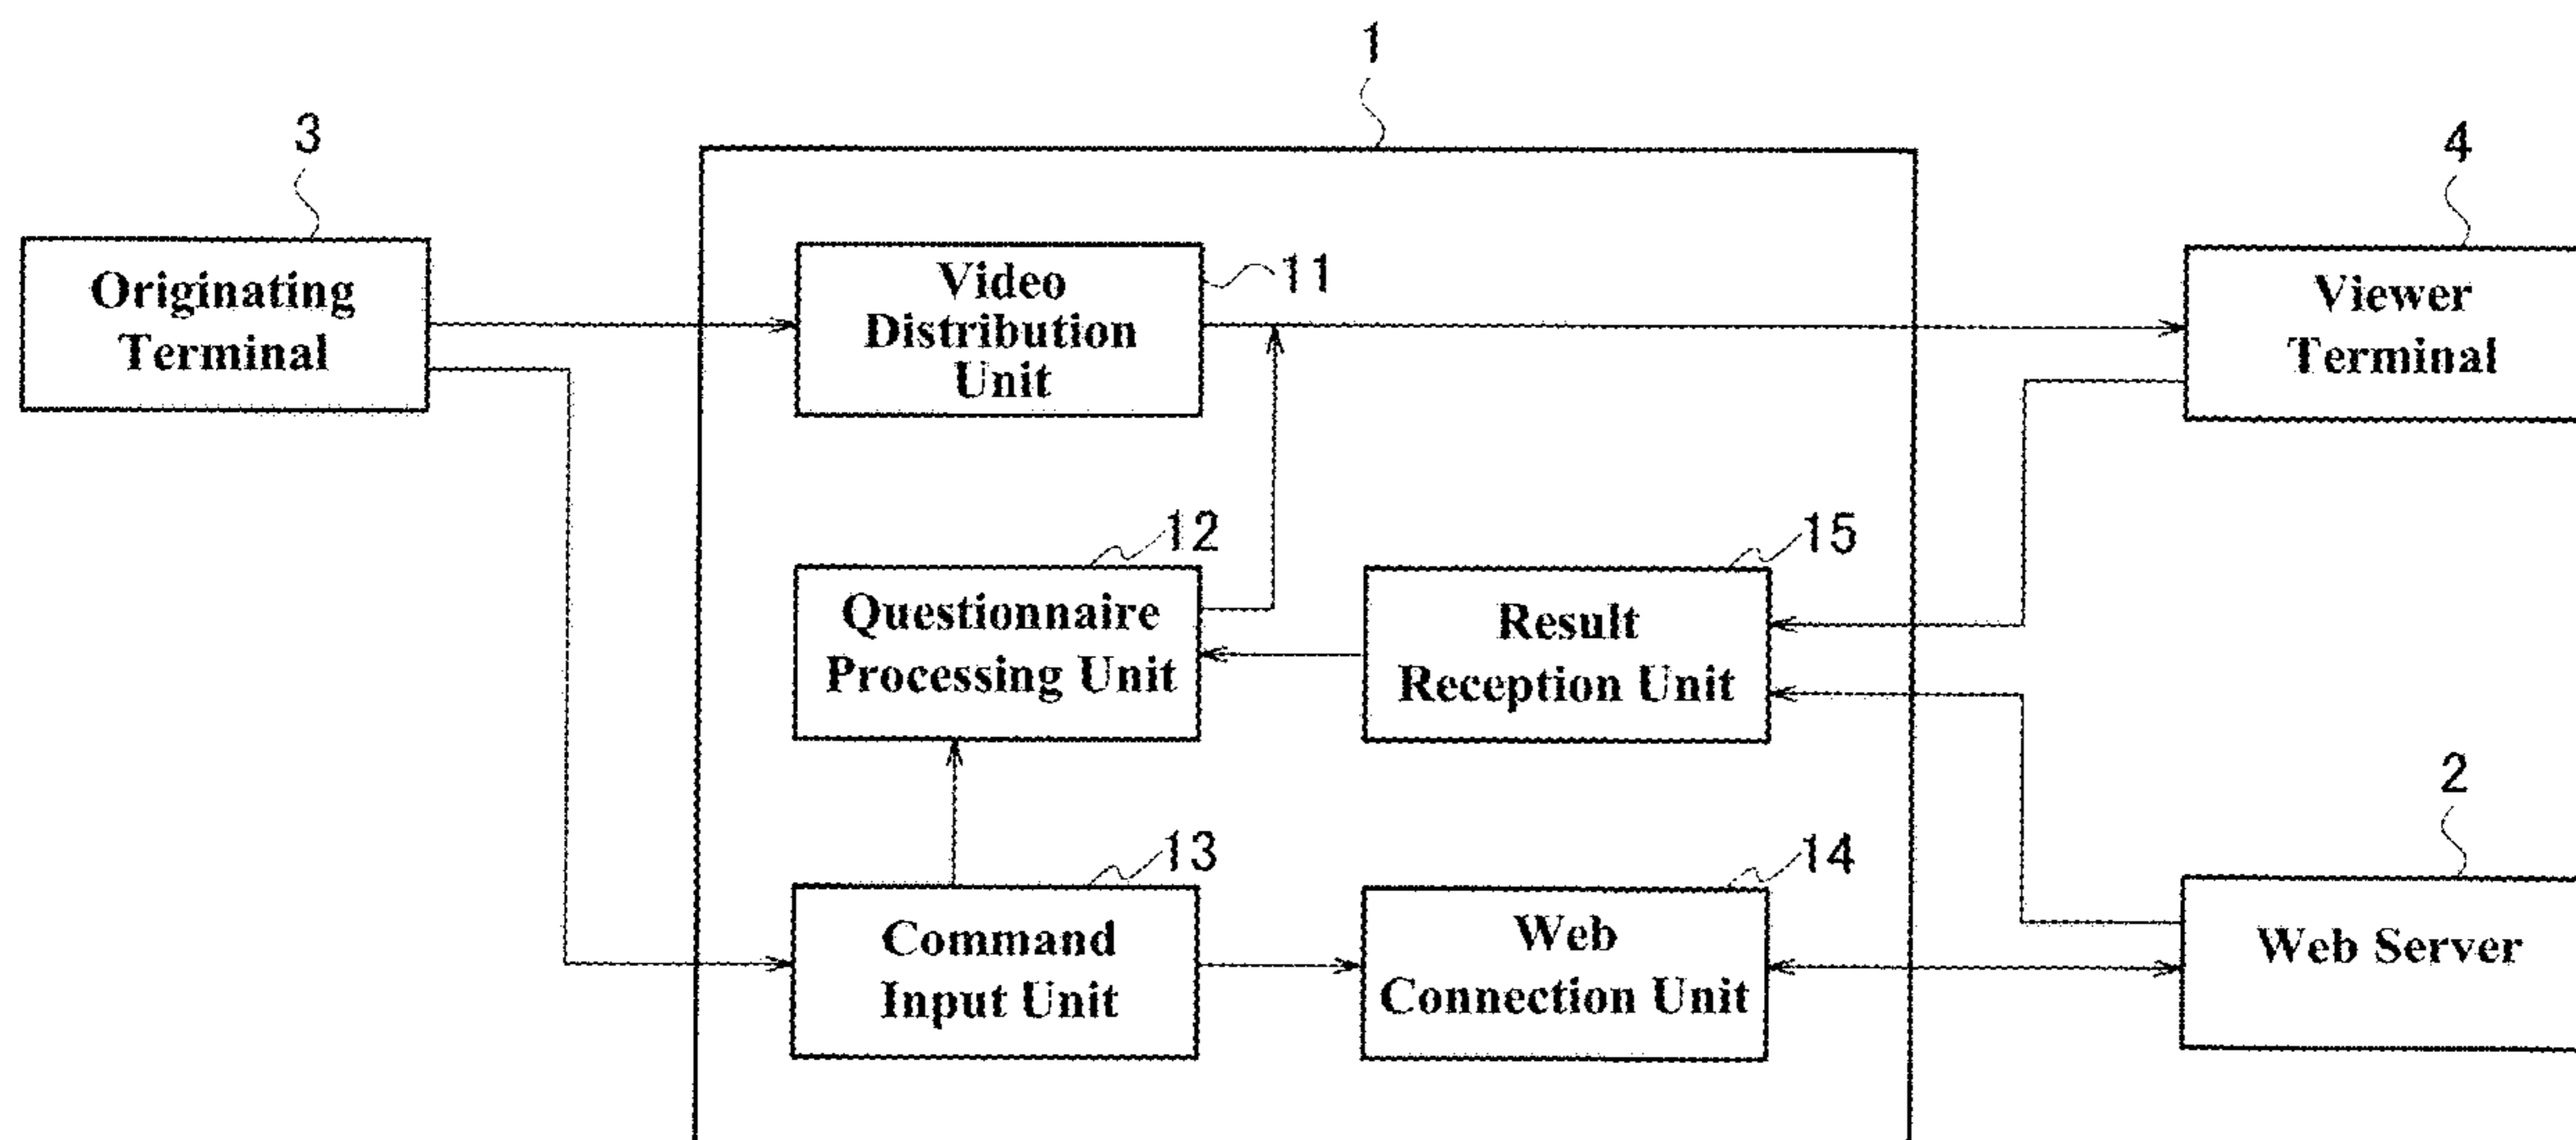 1
3
4
Originating
Terminal
Video
Distribution
Unit
11
Viewer
Terminal
12
15
Questionnaire
Processing Unit
Result
Reception Unit
2
13
14
Command
Input Unit
Web
Connection Unit
Web Server